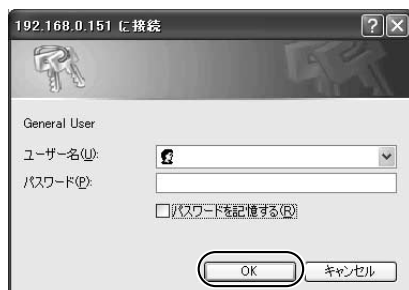 192.168.0.151 に接続
General User
ユーザー名(U):
パスワード(P):
パスワードを記憶する(R)
OK
キャンセル